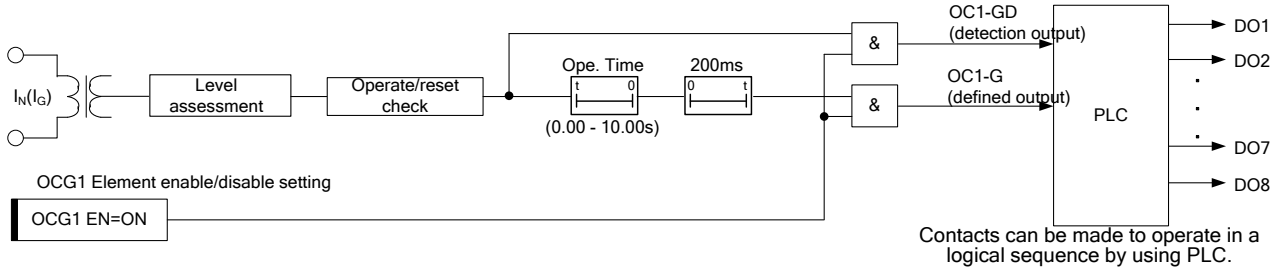 OC1-GD
(detection output)
DO1
&
Ope. Time
200ms
DO2
I_N(I_G)
Level
assessment
Operate/reset
check
t 0
0 t
OC1-G
(defined output)
&
PLC
(0.00 - 10.00s)
DO7
OCG1 Element enable/disable setting
DO8
OCG1 EN=ON
Contacts can be made to operate in a
logical sequence by using PLC.